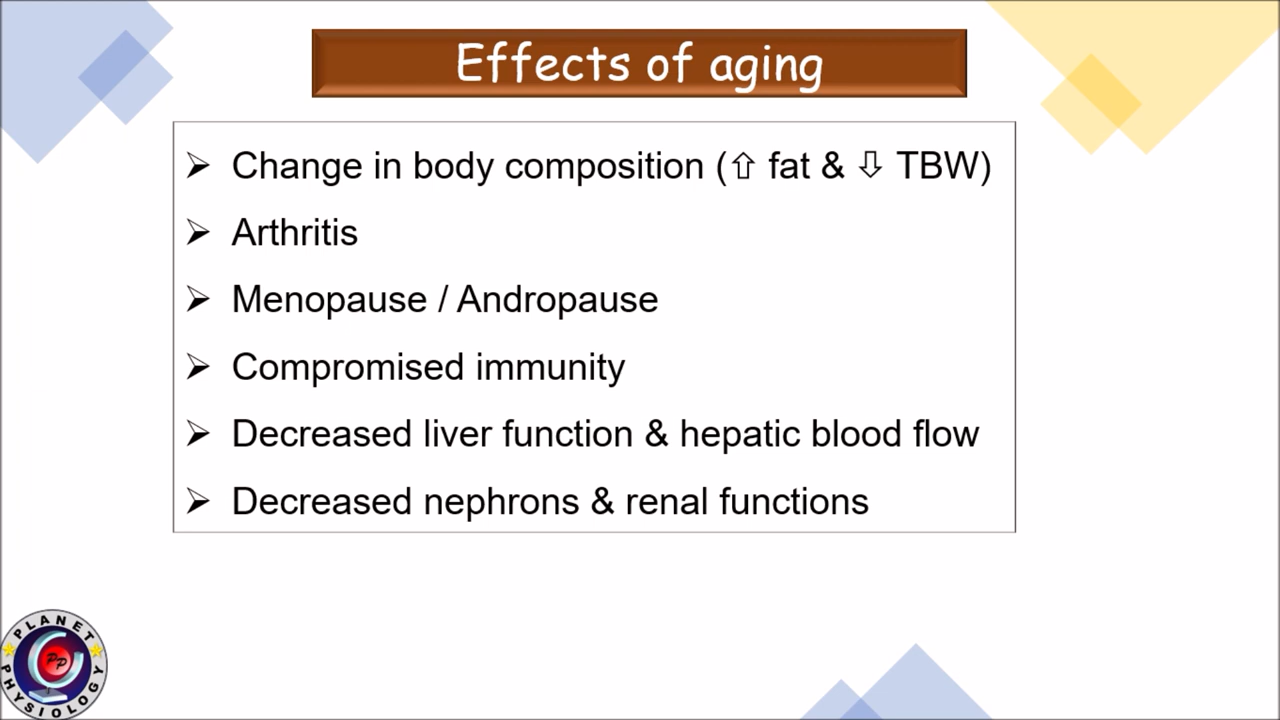 Effects of aging
➢ Change in body composition (⇧ fat & ⇩ TBW)
➢ Arthritis
➢ Menopause / Andropause
➢ Compromised immunity
➢ Decreased liver function & hepatic blood flow
➢ Decreased nephrons & renal functions
PLANET
PP
PHYSIOLOGY